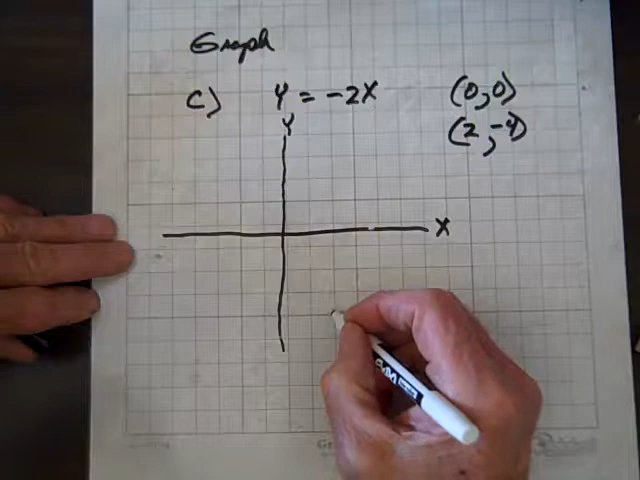 Graph
C) Y = -2X (0,0)
(2,-4)
Y
X